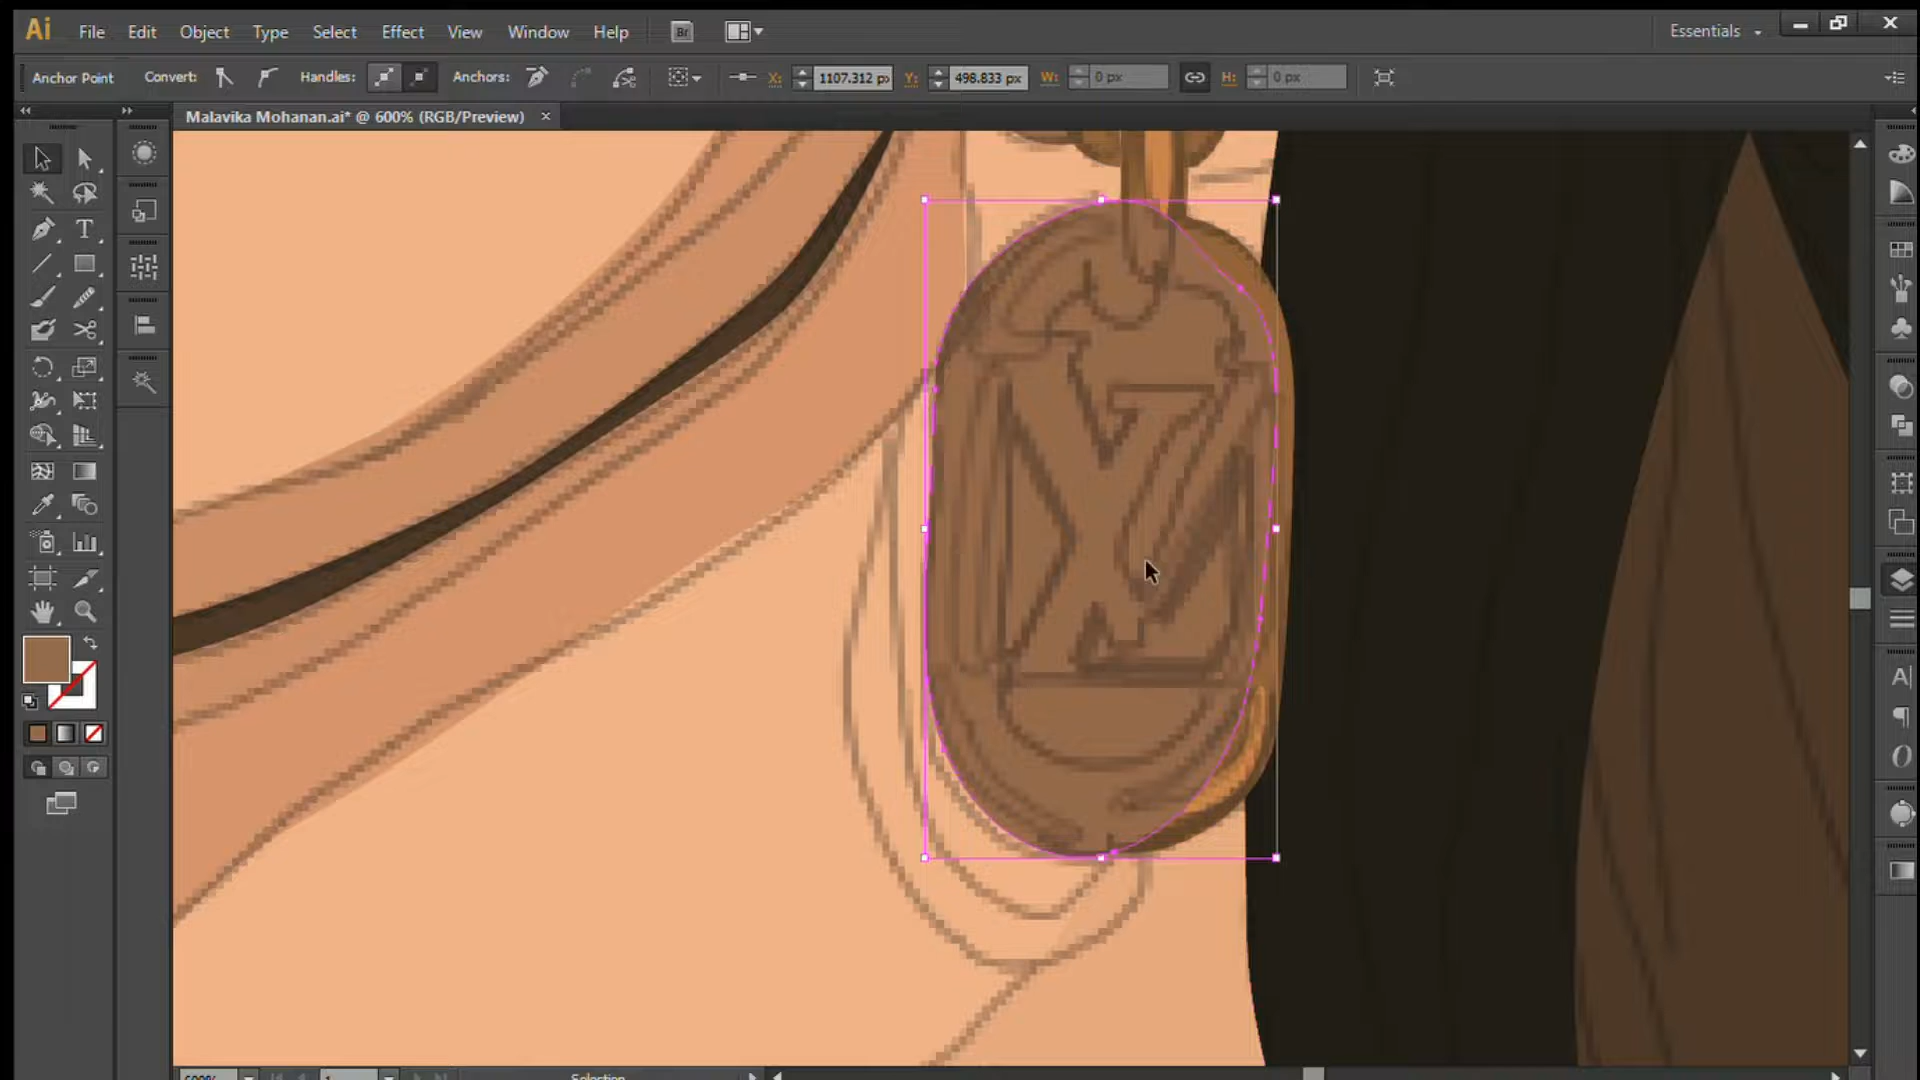 Ai File Edit Object Type Select Effect View Window Help Br Essentials
Anchor Point Convert: Handles: Anchors: X: 1107.312 px Y: 498.833 px W: 0 px H: 0 px
Malavika Mohanan.ai* @ 600% (RGB/Preview)